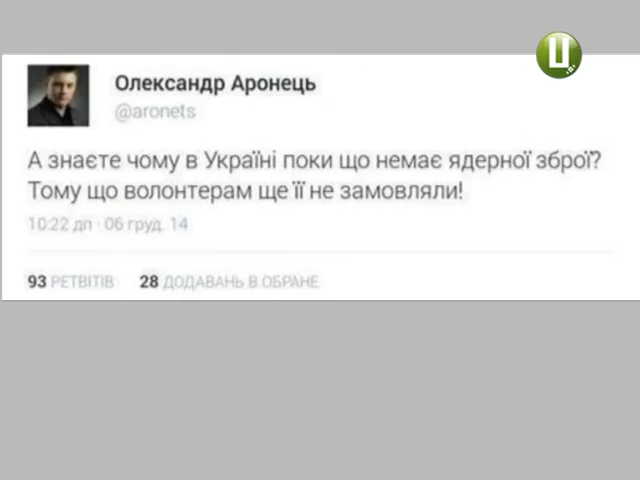 Ц
Олександр Аронець
@aronets
А знаєте чому в Україні поки що немає ядерної зброї?
Тому що волонтерам ще її не замовляли!
10:22 дп · 06 груд. 14
93 РЕТВІТІВ 28 ДОДАВАНЬ В ОБРАНЕ